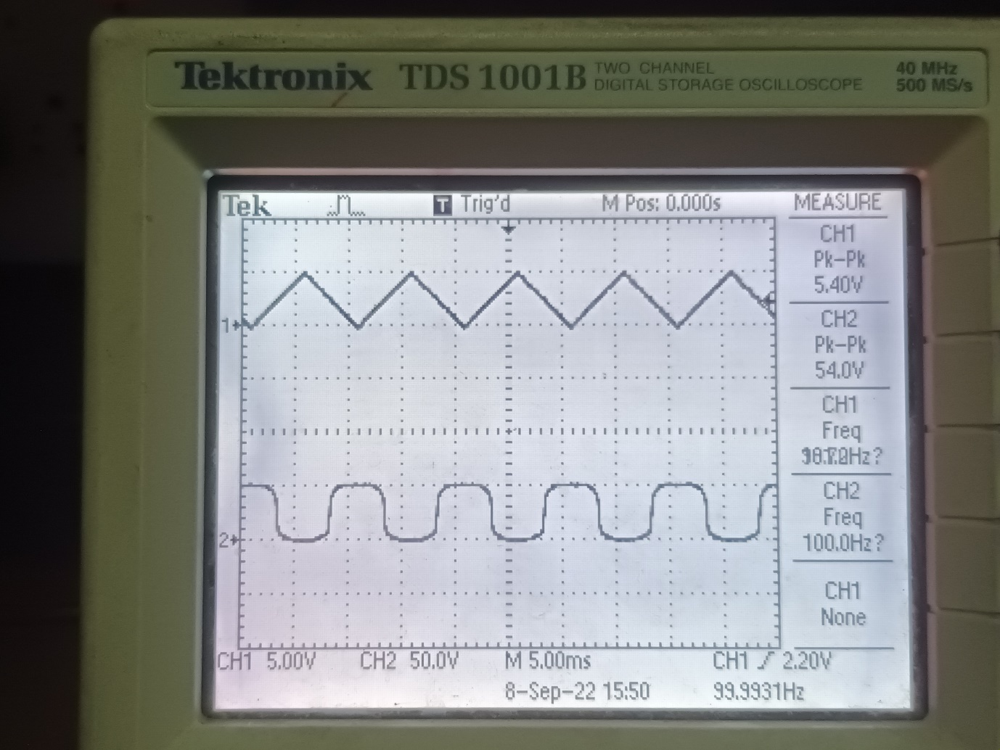 Tektronix TDS 1001B TWO CHANNEL DIGITAL STORAGE OSCILLOSCOPE 40 MHz 500 MS/s
Tek T Trig'd M Pos: 0.000s MEASURE
CH1
Pk-Pk
5.40V
CH2
Pk-Pk
54.0V
CH1
Freq
Hz?
CH2
Freq
100.0Hz?
CH1
None
1
2
CH1 5.00V CH2 50.0V M 5.00ms CH1 2.20V
8-Sep-22 15:50 99.9931Hz